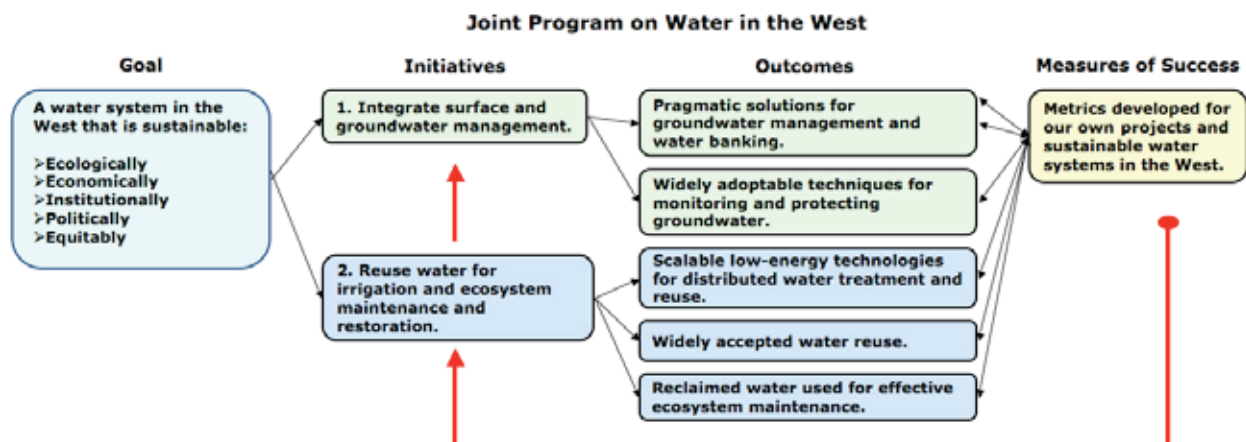 Joint Program on Water in the West
Goal
Initiatives
Outcomes
Measures of Success
A water system in the
West that is sustainable:
➢Ecologically
➢Economically
➢Institutionally
➢Politically
➢Equitably
1. Integrate surface and
groundwater management.
2. Reuse water for
irrigation and ecosystem
maintenance and
restoration.
Pragmatic solutions for
groundwater management and
water banking.
Widely adoptable techniques for
monitoring and protecting
groundwater.
Scalable low-energy technologies
for distributed water treatment and
reuse.
Widely accepted water reuse.
Reclaimed water used for effective
ecosystem maintenance.
Metrics developed for
our own projects and
sustainable water
systems in the West.